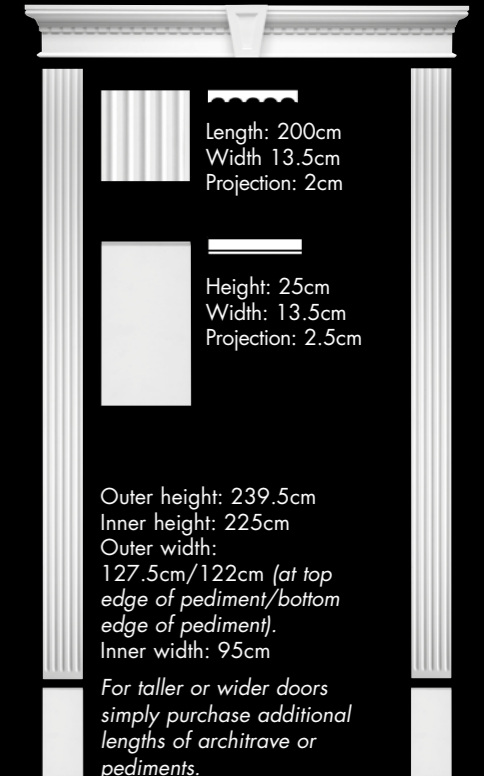 Length: 200cm
Width 13.5cm
Projection: 2cm
Height: 25cm
Width: 13.5cm
Projection: 2.5cm
Outer height: 239.5cm
Inner height: 225cm
Outer width:
127.5cm/122cm (at top
edge of pediment/bottom
edge of pediment).
Inner width: 95cm
For taller or wider doors
simply purchase additional
lengths of architrave or
pediments.